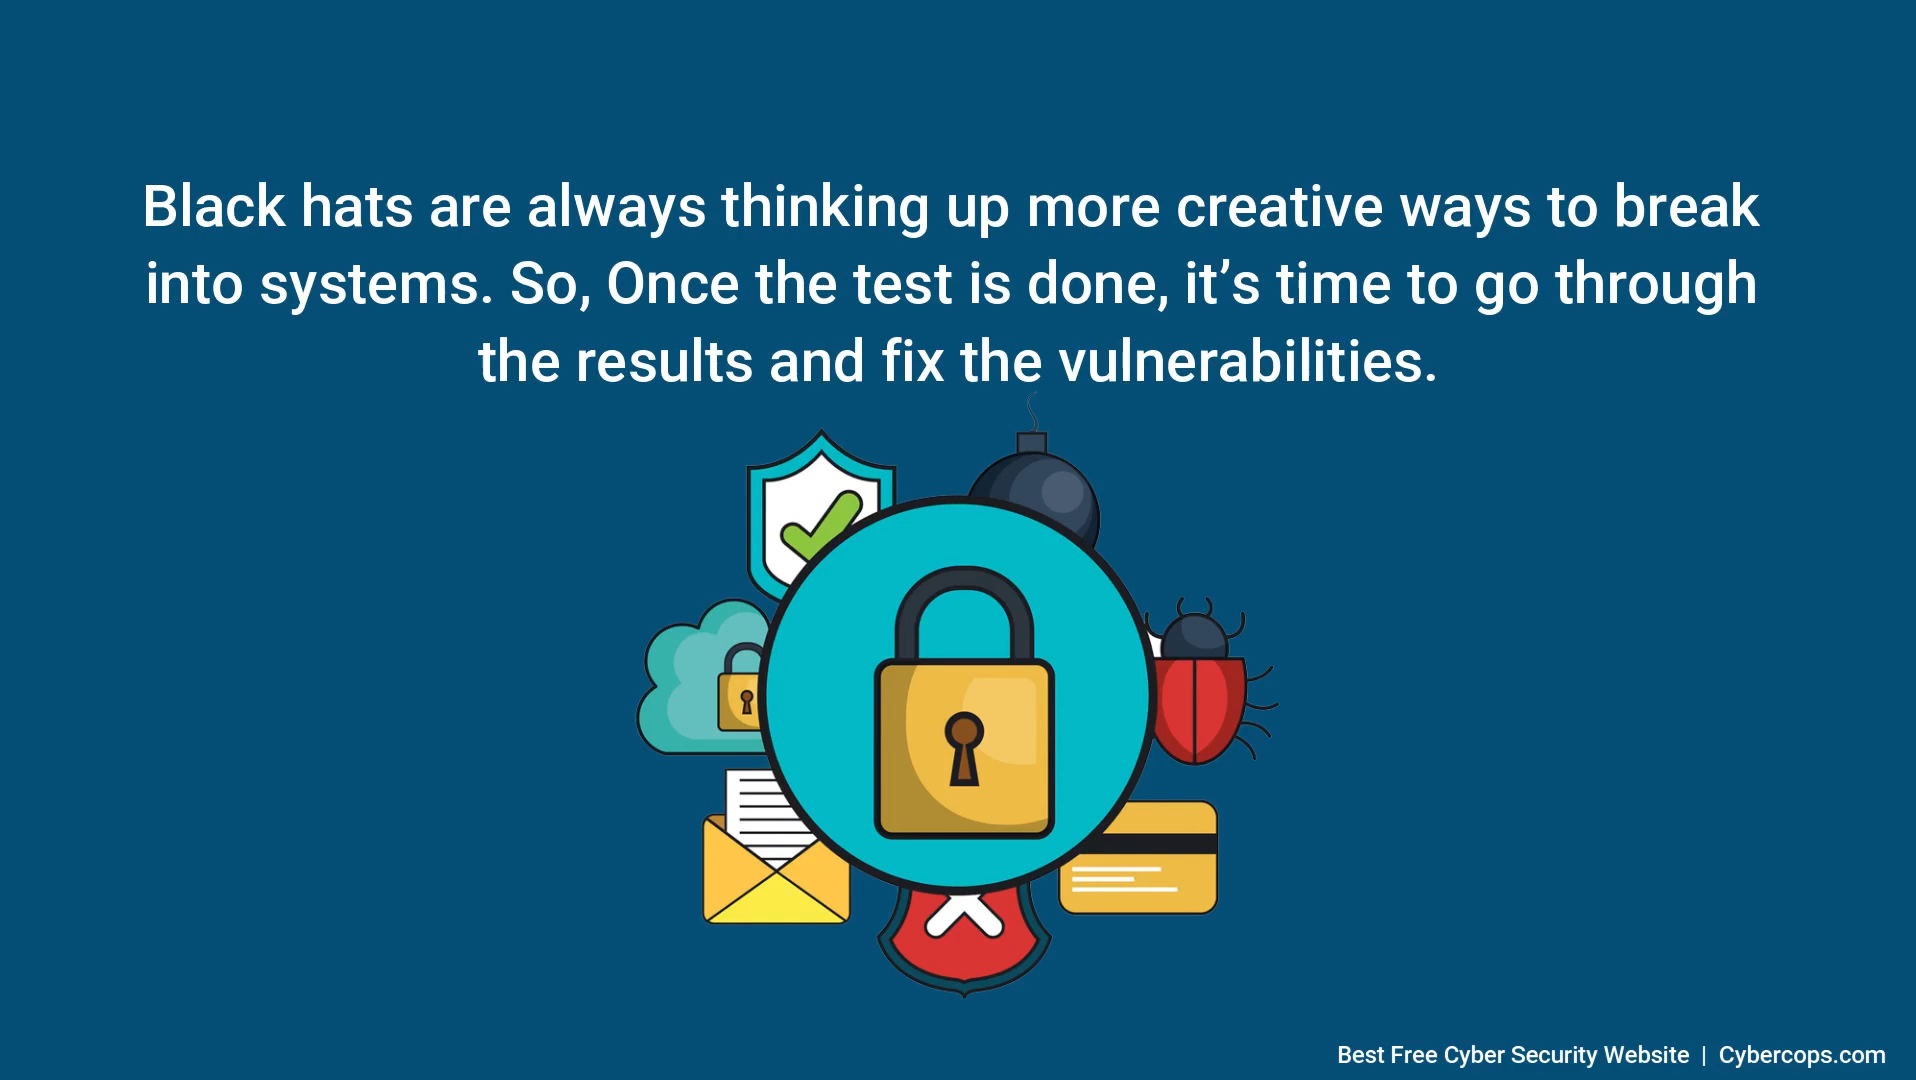 Black hats are always thinking up more creative ways to break
into systems. So, Once the test is done, it’s time to go through
the results and fix the vulnerabilities.
Best Free Cyber Security Website | Cybercops.com